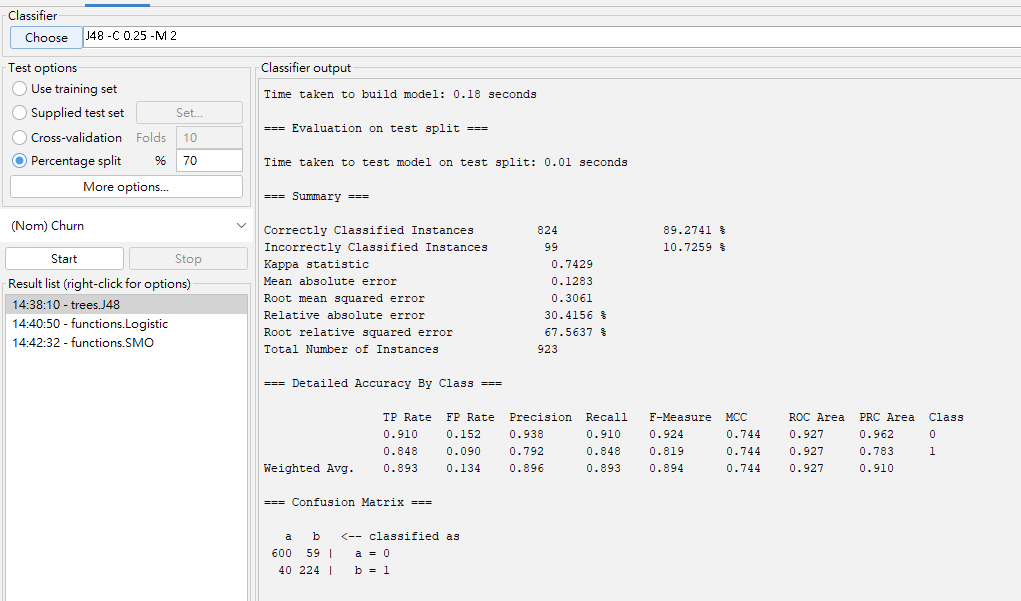 Classifier
Choose J48 -C 0.25 -M 2
Test options
Use training set
Supplied test set Set...
Cross-validation Folds 10
Percentage split % 70
More options...
(Nom) Churn
Start Stop
Result list (right-click for options)
14:38:10 - trees.J48
14:40:50 - functions.Logistic
14:42:32 - functions.SMO
Classifier output
Time taken to build model: 0.18 seconds
=== Evaluation on test split ===
Time taken to test model on test split: 0.01 seconds
=== Summary ===
Correctly Classified Instances 824 89.2741 %
Incorrectly Classified Instances 99 10.7259 %
Kappa statistic 0.7429
Mean absolute error 0.1283
Root mean squared error 0.3061
Relative absolute error 30.4156 %
Root relative squared error 67.5637 %
Total Number of Instances 923
=== Detailed Accuracy By Class ===
TP Rate FP Rate Precision Recall F-Measure MCC ROC Area PRC Area Class
0.910 0.152 0.938 0.910 0.924 0.744 0.927 0.962 0
0.848 0.090 0.792 0.848 0.819 0.744 0.927 0.783 1
Weighted Avg. 0.893 0.134 0.896 0.893 0.894 0.744 0.927 0.910
=== Confusion Matrix ===
a b <-- classified as
600 59 | a = 0
40 224 | b = 1